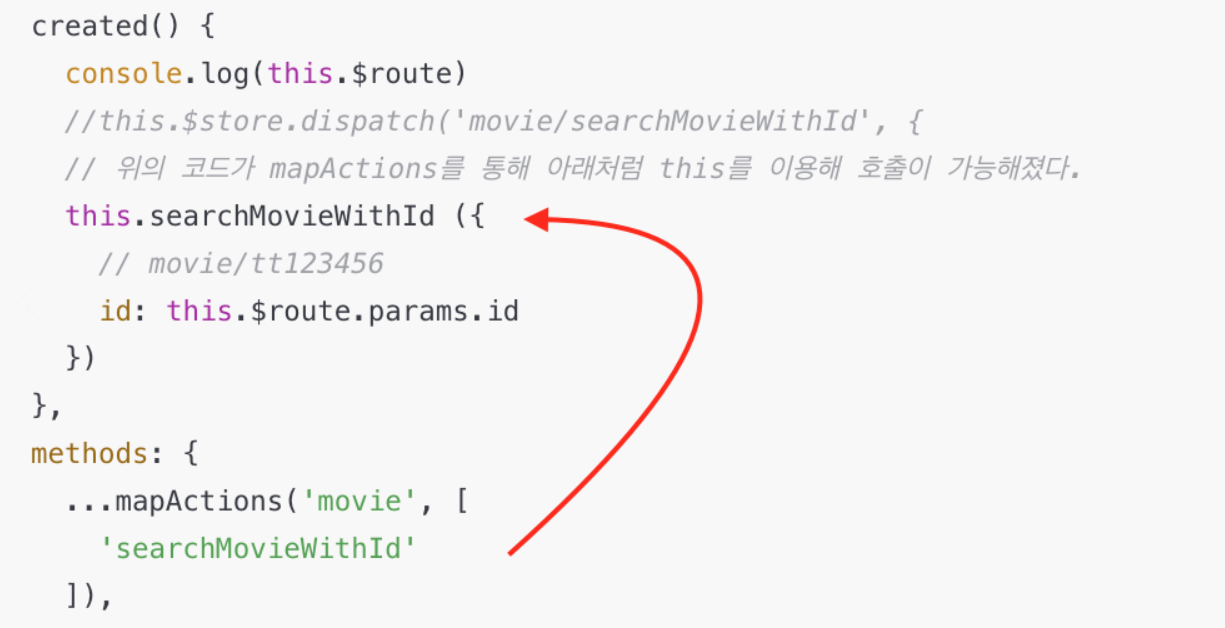 created() {
  console.log(this.$route)
  //this.$store.dispatch('movie/searchMovieWithId', {
  // 위의 코드가 mapActions를 통해 아래처럼 this를 이용해 호출이 가능해졌다.
  this.searchMovieWithId ({
    // movie/tt123456
    id: this.$route.params.id
  })
},
methods: {
  ...mapActions('movie', [
    'searchMovieWithId'
  ]),